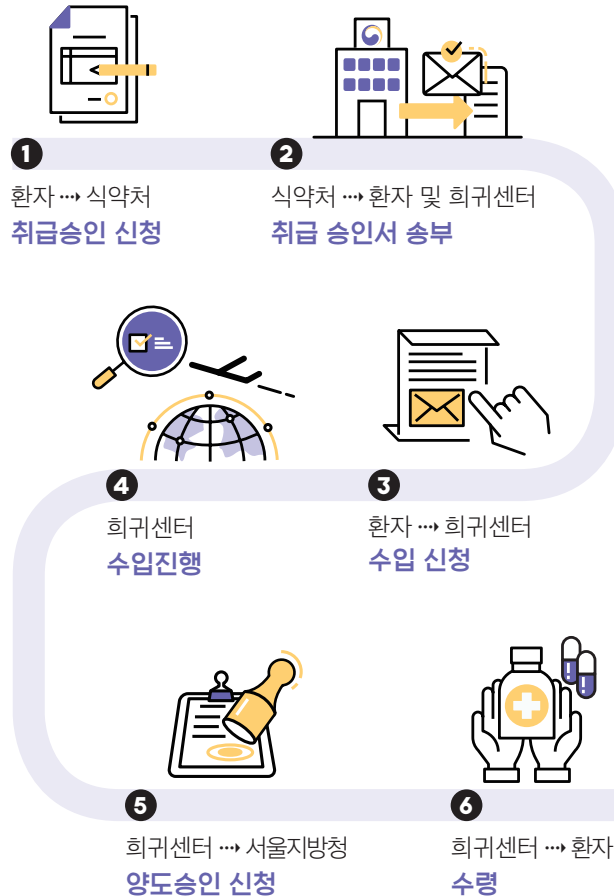 1
환자 ···→ 식약처
취급승인 신청
2
식약처 ···→ 환자 및 희귀센터
취급 승인서 송부
3
환자 ···→ 희귀센터
수입 신청
4
희귀센터
수입진행
5
희귀센터 ···→ 서울지방청
양도승인 신청
6
희귀센터 ···→ 환자
수령